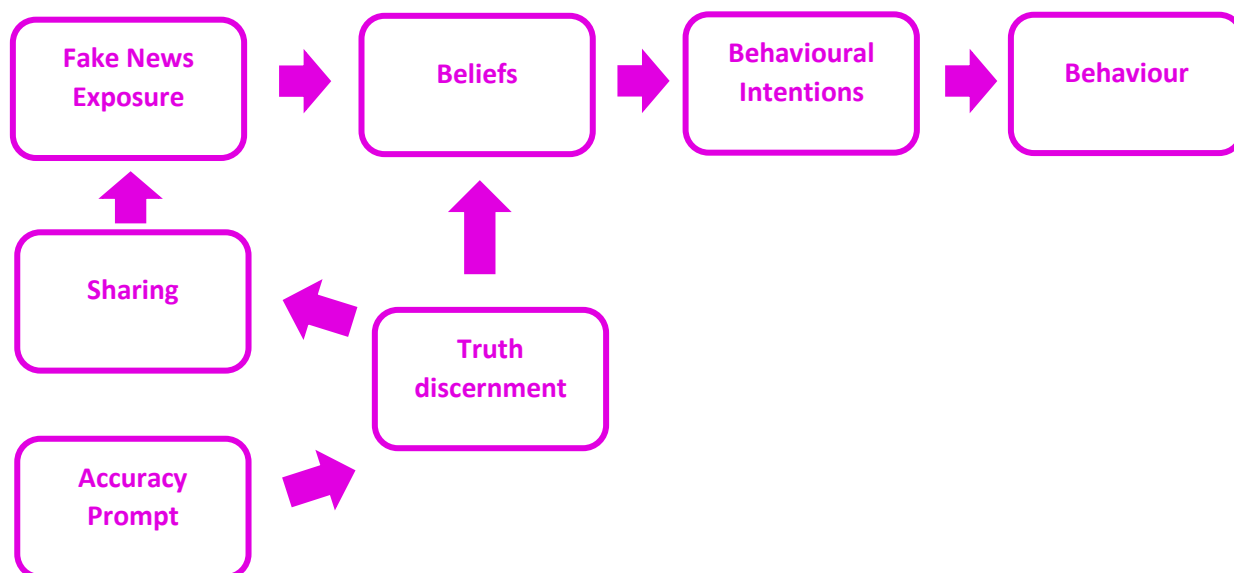 Fake News
Exposure
Beliefs
Behavioural
Intentions
Behaviour
Sharing
Truth
discernment
Accuracy
Prompt